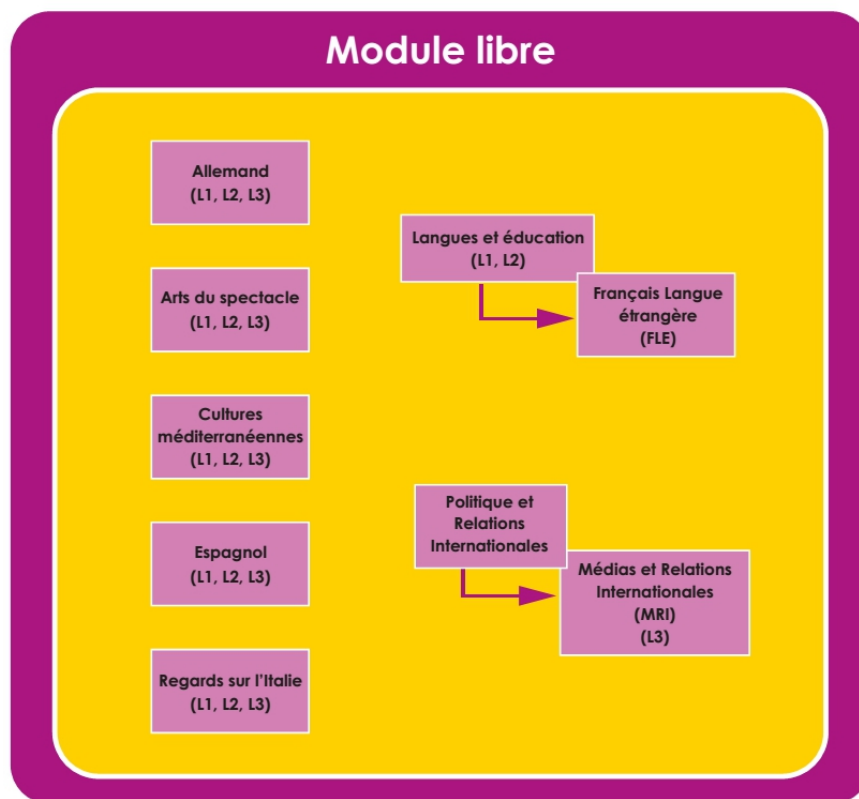 Module libre
Allemand
(L1, L2, L3)
Arts du spectacle
(L1, L2, L3)
Cultures
méditerranéennes
(L1, L2, L3)
Espagnol
(L1, L2, L3)
Regards sur l'Italie
(L1, L2, L3)
Langues et éducation
(L1, L2)
Français Langue
étrangère
(FLE)
Politique et
Relations
Internationales
Médias et Relations
Internationales
(MRI)
(L3)